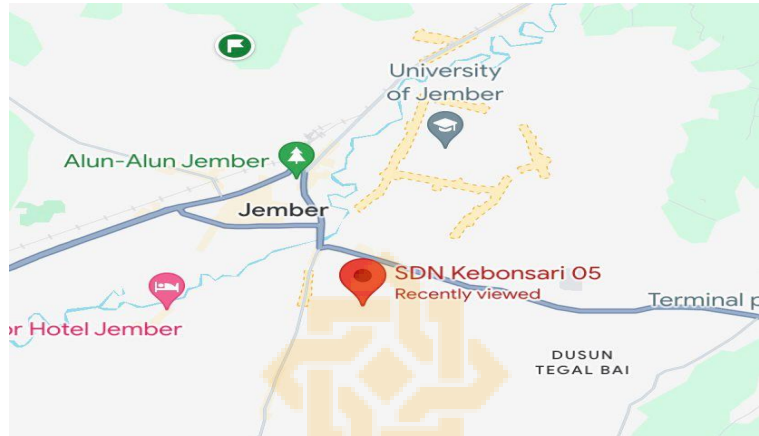 University
of Jember
Alun-Alun Jember
Jember
SDN Kebonsari 05
Recently viewed
Terminal p
or Hotel Jember
DUSUN
TEGAL BAI